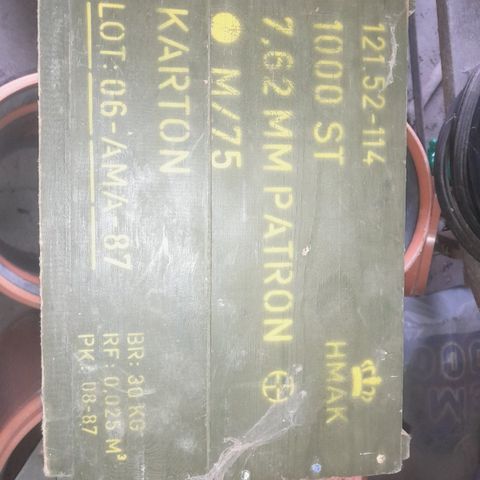 121.52-114
1000 ST
HMAK
7,62 MM PATRON
M/75
KARTON
LOT: 06-AMA-87
BR: 30 KG
RF: 0.025 M³
PK: 08-87